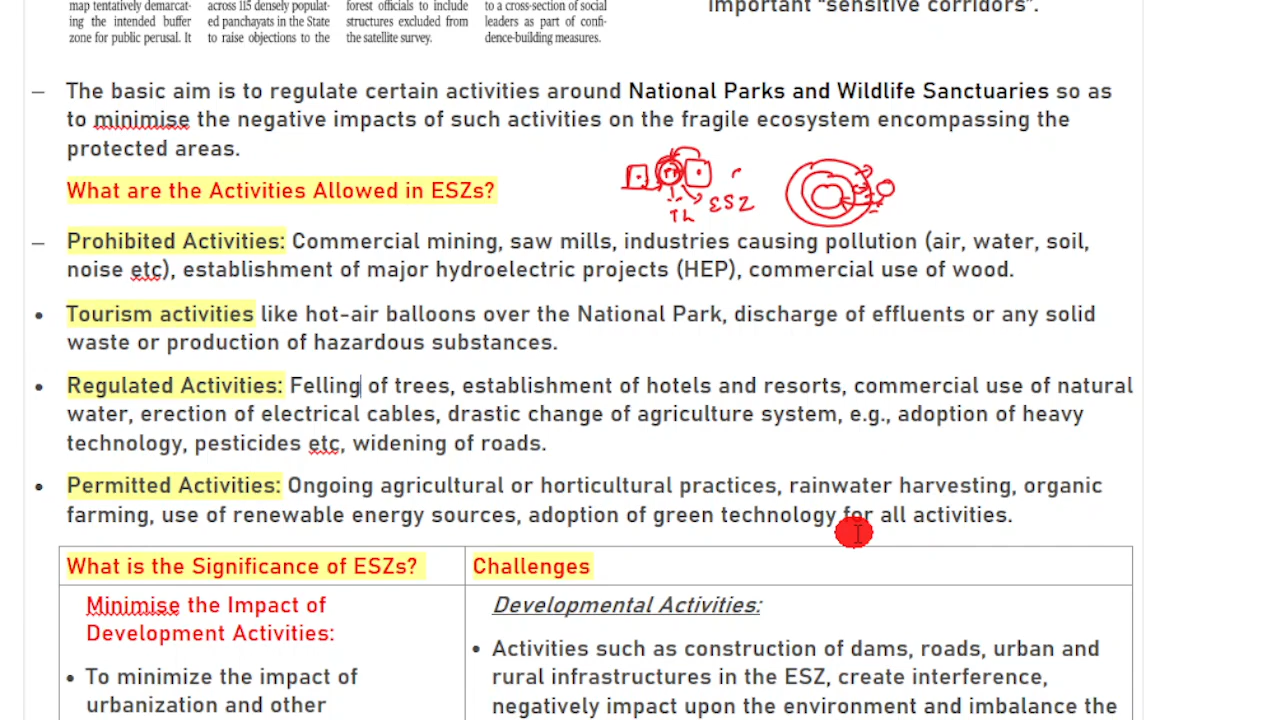 map tentatively demarcat-
ing the intended buffer
zone for public perusal. It
across 115 densely populat-
ed panchayats in the State
to raise objections to the
forest officials to include
structures excluded from
the satellite survey.
to a cross-section of social
leaders as part of confi-
dence-building measures.
important “sensitive corridors”.
– The basic aim is to regulate certain activities around National Parks and Wildlife Sanctuaries so as
to minimise the negative impacts of such activities on the fragile ecosystem encompassing the
protected areas.
ESZ
What are the Activities Allowed in ESZs?
– Prohibited Activities: Commercial mining, saw mills, industries causing pollution (air, water, soil,
noise etc), establishment of major hydroelectric projects (HEP), commercial use of wood.
• Tourism activities like hot-air balloons over the National Park, discharge of effluents or any solid
waste or production of hazardous substances.
• Regulated Activities: Felling of trees, establishment of hotels and resorts, commercial use of natural
water, erection of electrical cables, drastic change of agriculture system, e.g., adoption of heavy
technology, pesticides etc, widening of roads.
• Permitted Activities: Ongoing agricultural or horticultural practices, rainwater harvesting, organic
farming, use of renewable energy sources, adoption of green technology for all activities.
What is the Significance of ESZs?
Minimise the Impact of
Development Activities:
• To minimize the impact of
urbanization and other
Challenges
Developmental Activities:
• Activities such as construction of dams, roads, urban and
rural infrastructures in the ESZ, create interference,
negatively impact upon the environment and imbalance the